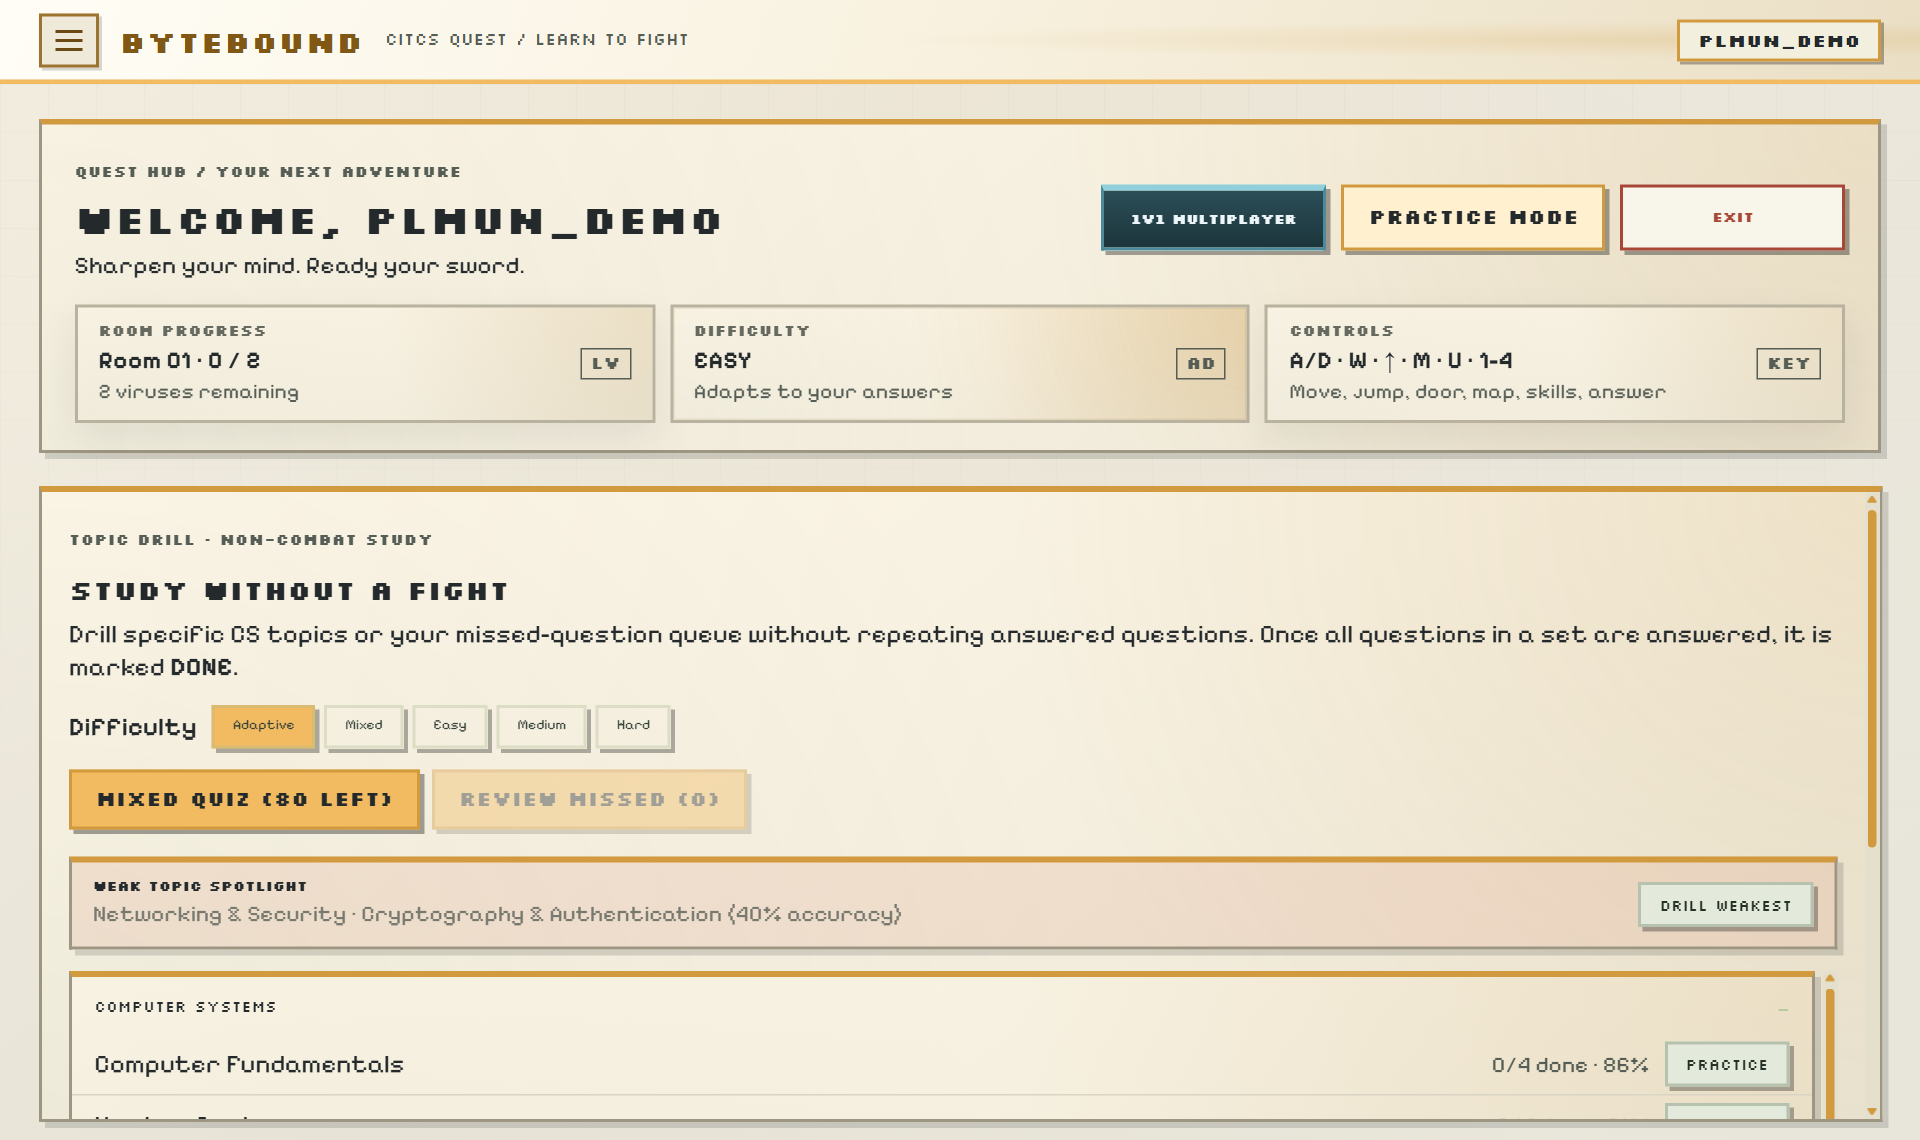 BYTEBOUND
CITCS QUEST / LEARN TO FIGHT
PLMUN_DEMO
QUEST HUB / YOUR NEXT ADVENTURE
WELCOME, PLMUN_DEMO
Sharpen your mind. Ready your sword.
1V1 MULTIPLAYER
PRACTICE MODE
EXIT
ROOM PROGRESS
Room 01 · 0 / 2
2 viruses remaining
LV
DIFFICULTY
EASY
Adapts to your answers
AD
CONTROLS
A/D · W · ↑ · M · U · 1-4
Move, jump, door, map, skills, answer
KEY
TOPIC DRILL · NON-COMBAT STUDY
STUDY WITHOUT A FIGHT
Drill specific CS topics or your missed-question queue without repeating answered questions. Once all questions in a set are answered, it is
marked DONE.
Difficulty
Adaptive
Mixed
Easy
Medium
Hard
MIXED QUIZ (80 LEFT)
REVIEW MISSED (0)
WEAK TOPIC SPOTLIGHT
Networking & Security · Cryptography & Authentication (40% accuracy)
DRILL WEAKEST
COMPUTER SYSTEMS
—
Computer Fundamentals
0/4 done · 86%
PRACTICE